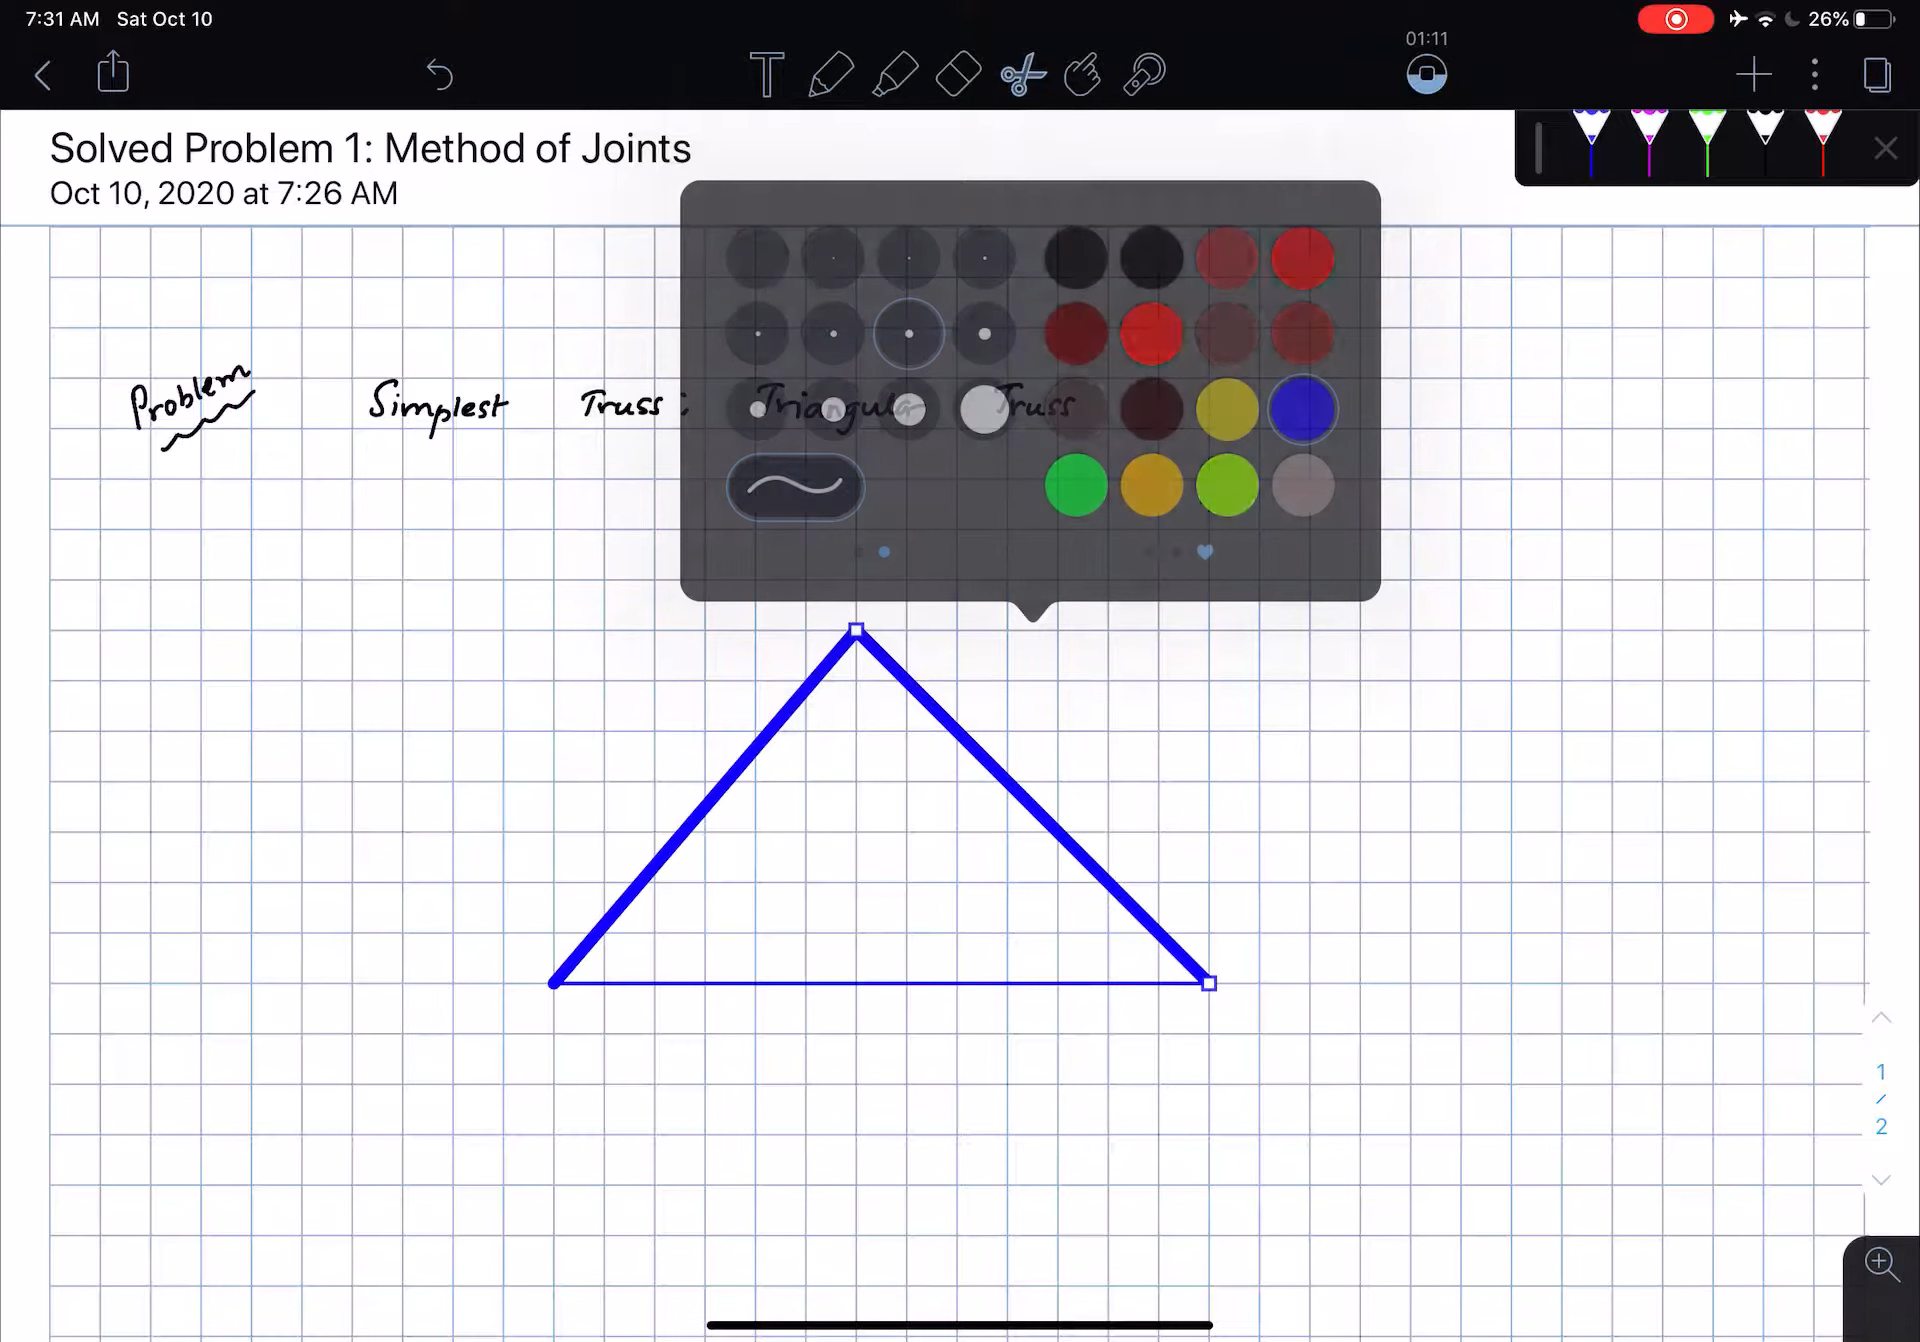 7:31 AM Sat Oct 10
26%
01:11
T
Solved Problem 1: Method of Joints
Oct 10, 2020 at 7:26 AM
Problem Simplest Truss : Triangular Truss
1
/
2